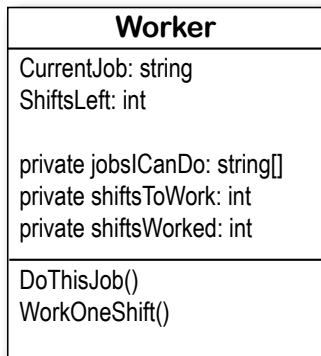 Worker
CurrentJob: string
ShiftsLeft: int
private jobsICanDo: string[]
private shiftsToWork: int
private shiftsWorked: int
DoThisJob()
WorkOneShift()